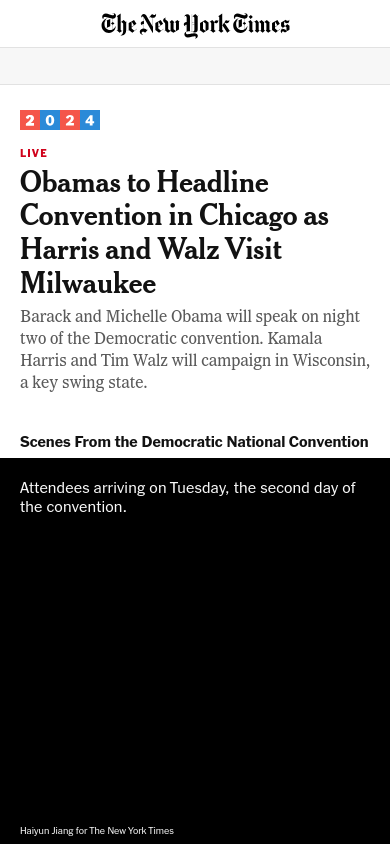 The New York Times
2024
LIVE
Obamas to Headline
Convention in Chicago as
Harris and Walz Visit
Milwaukee
Barack and Michelle Obama will speak on night
two of the Democratic convention. Kamala
Harris and Tim Walz will campaign in Wisconsin,
a key swing state.
Scenes From the Democratic National Convention
Attendees arriving on Tuesday, the second day of
the convention.
Haiyun Jiang for The New York Times